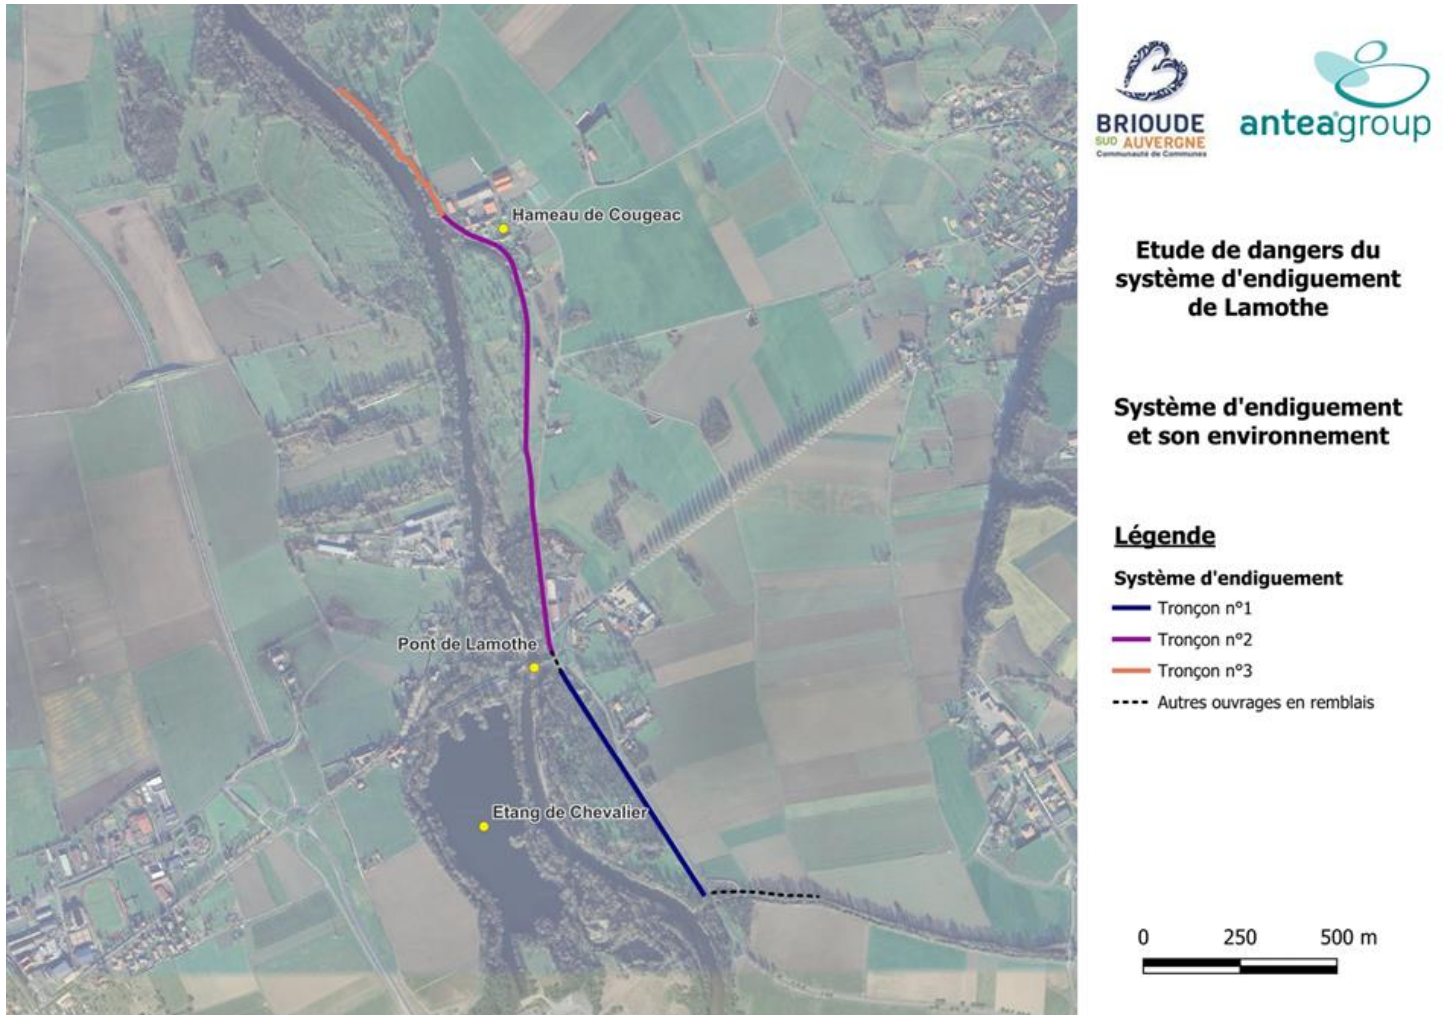 BRIOUDE
SUD AUVERGNE
Communauté de Communes
anteagroup
Etude de dangers du
système d'endiguement
de Lamothe
Système d'endiguement
et son environnement
Légende
Système d'endiguement
Tronçon n°1
Tronçon n°2
Tronçon n°3
Autres ouvrages en remblais
0 250 500 m
Hameau de Cougeac
Pont de Lamothe
Etang de Chevalier